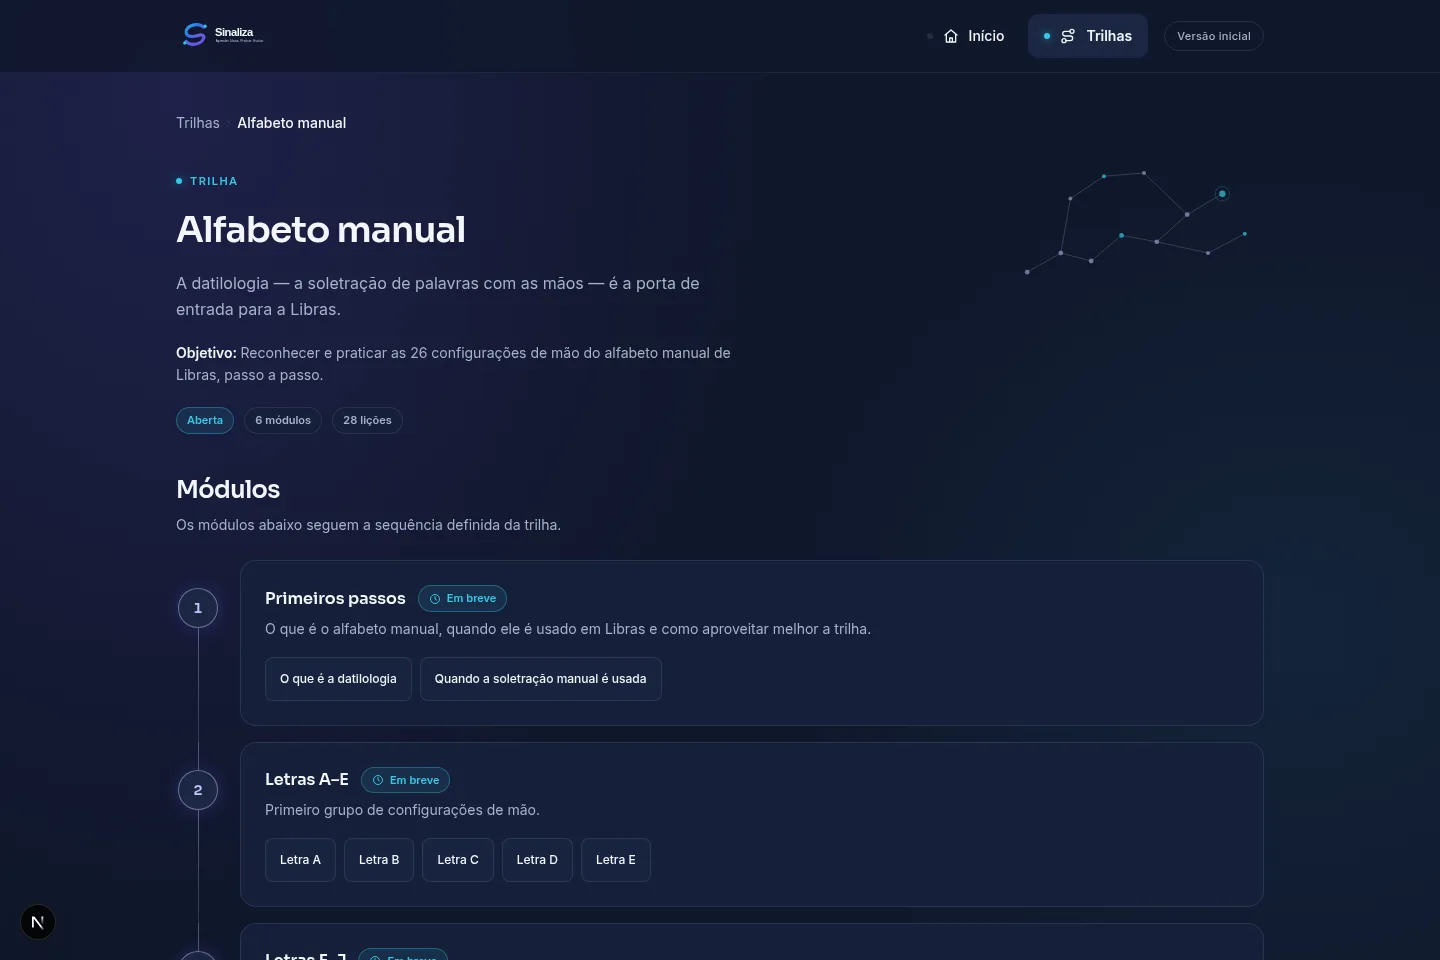 Sinaliza
Início
Trilhas
Versão inicial
Trilhas
Alfabeto manual
TRILHA
Alfabeto manual
A datilologia — a soletração de palavras com as mãos — é a porta de
entrada para a Libras.
Objetivo: Reconhecer e praticar as 26 configurações de mão do alfabeto manual de
Libras, passo a passo.
Aberta
6 módulos
28 lições
Módulos
Os módulos abaixo seguem a sequência definida da trilha.
1
Primeiros passos
Em breve
O que é o alfabeto manual, quando ele é usado em Libras e como aproveitar melhor a trilha.
O que é a datilologia
Quando a soletração manual é usada
2
Letras A–E
Em breve
Primeiro grupo de configurações de mão.
Letra A
Letra B
Letra C
Letra D
Letra E
Letras F–J
Em breve
N